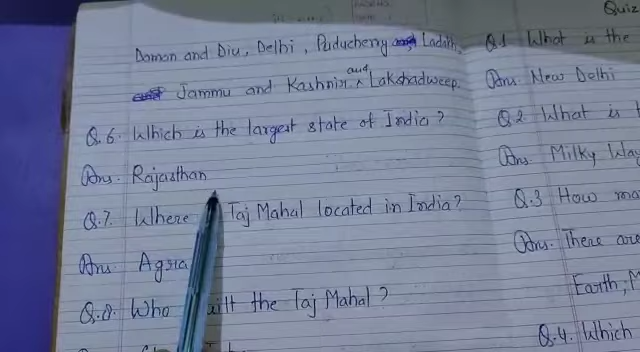 Daman and Diu, Delhi, Puducherry Ladakh,
Jammu and Kashmir and Lakshadweep.
Q.6. Which is the largest state of India?
Ans. Rajasthan
Q.7. Where Taj Mahal located in India?
Ans. Agra
Q.8. Who the Taj Mahal?
Quiz
Q.1 What is the
Ans. New Delhi
Q.2 What is
Ans. Milky Way
Q.3 How
Ans. There are
Earth,
Q.4. Which